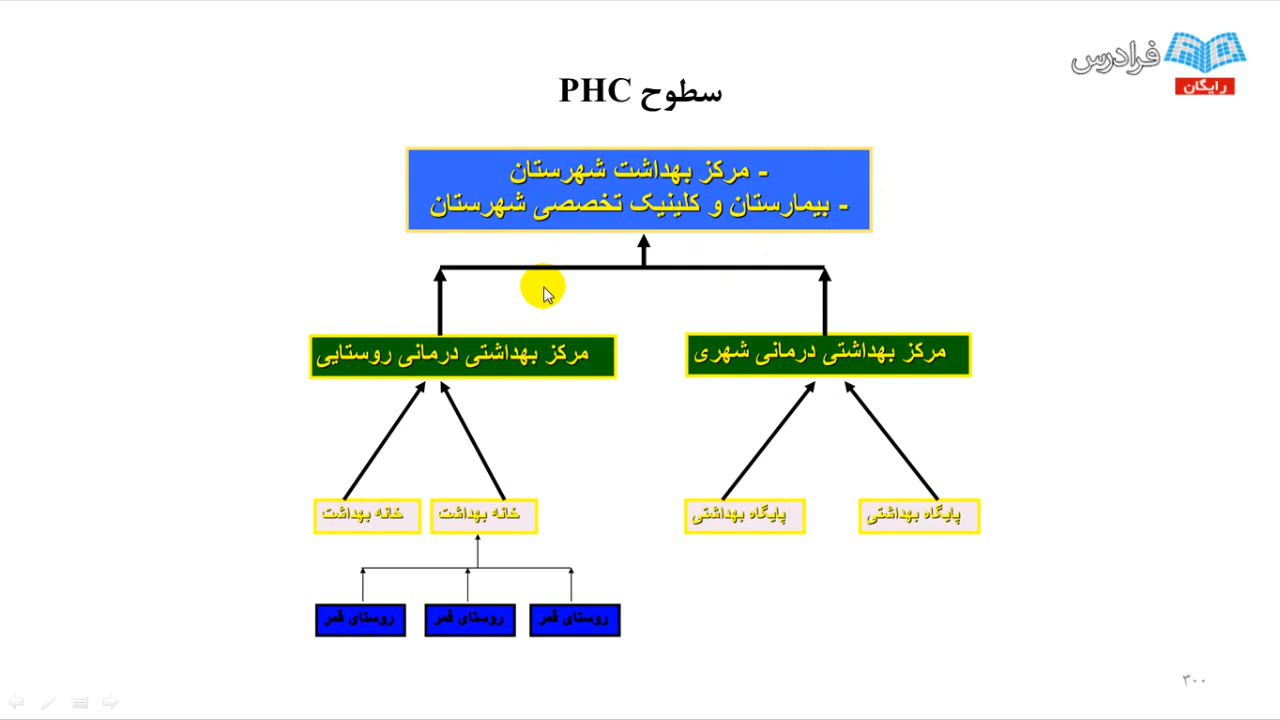 فرادرس
رایگان
سطوح PHC
- مرکز بهداشت شهرستان
- بیمارستان و کلینیک تخصصی شهرستان
مرکز بهداشتی درمانی شهری
مرکز بهداشتی درمانی روستایی
پایگاه بهداشتی
پایگاه بهداشتی
خانه بهداشت
خانه بهداشت
روستای قمر
روستای قمر
روستای قمر
۳۰۰